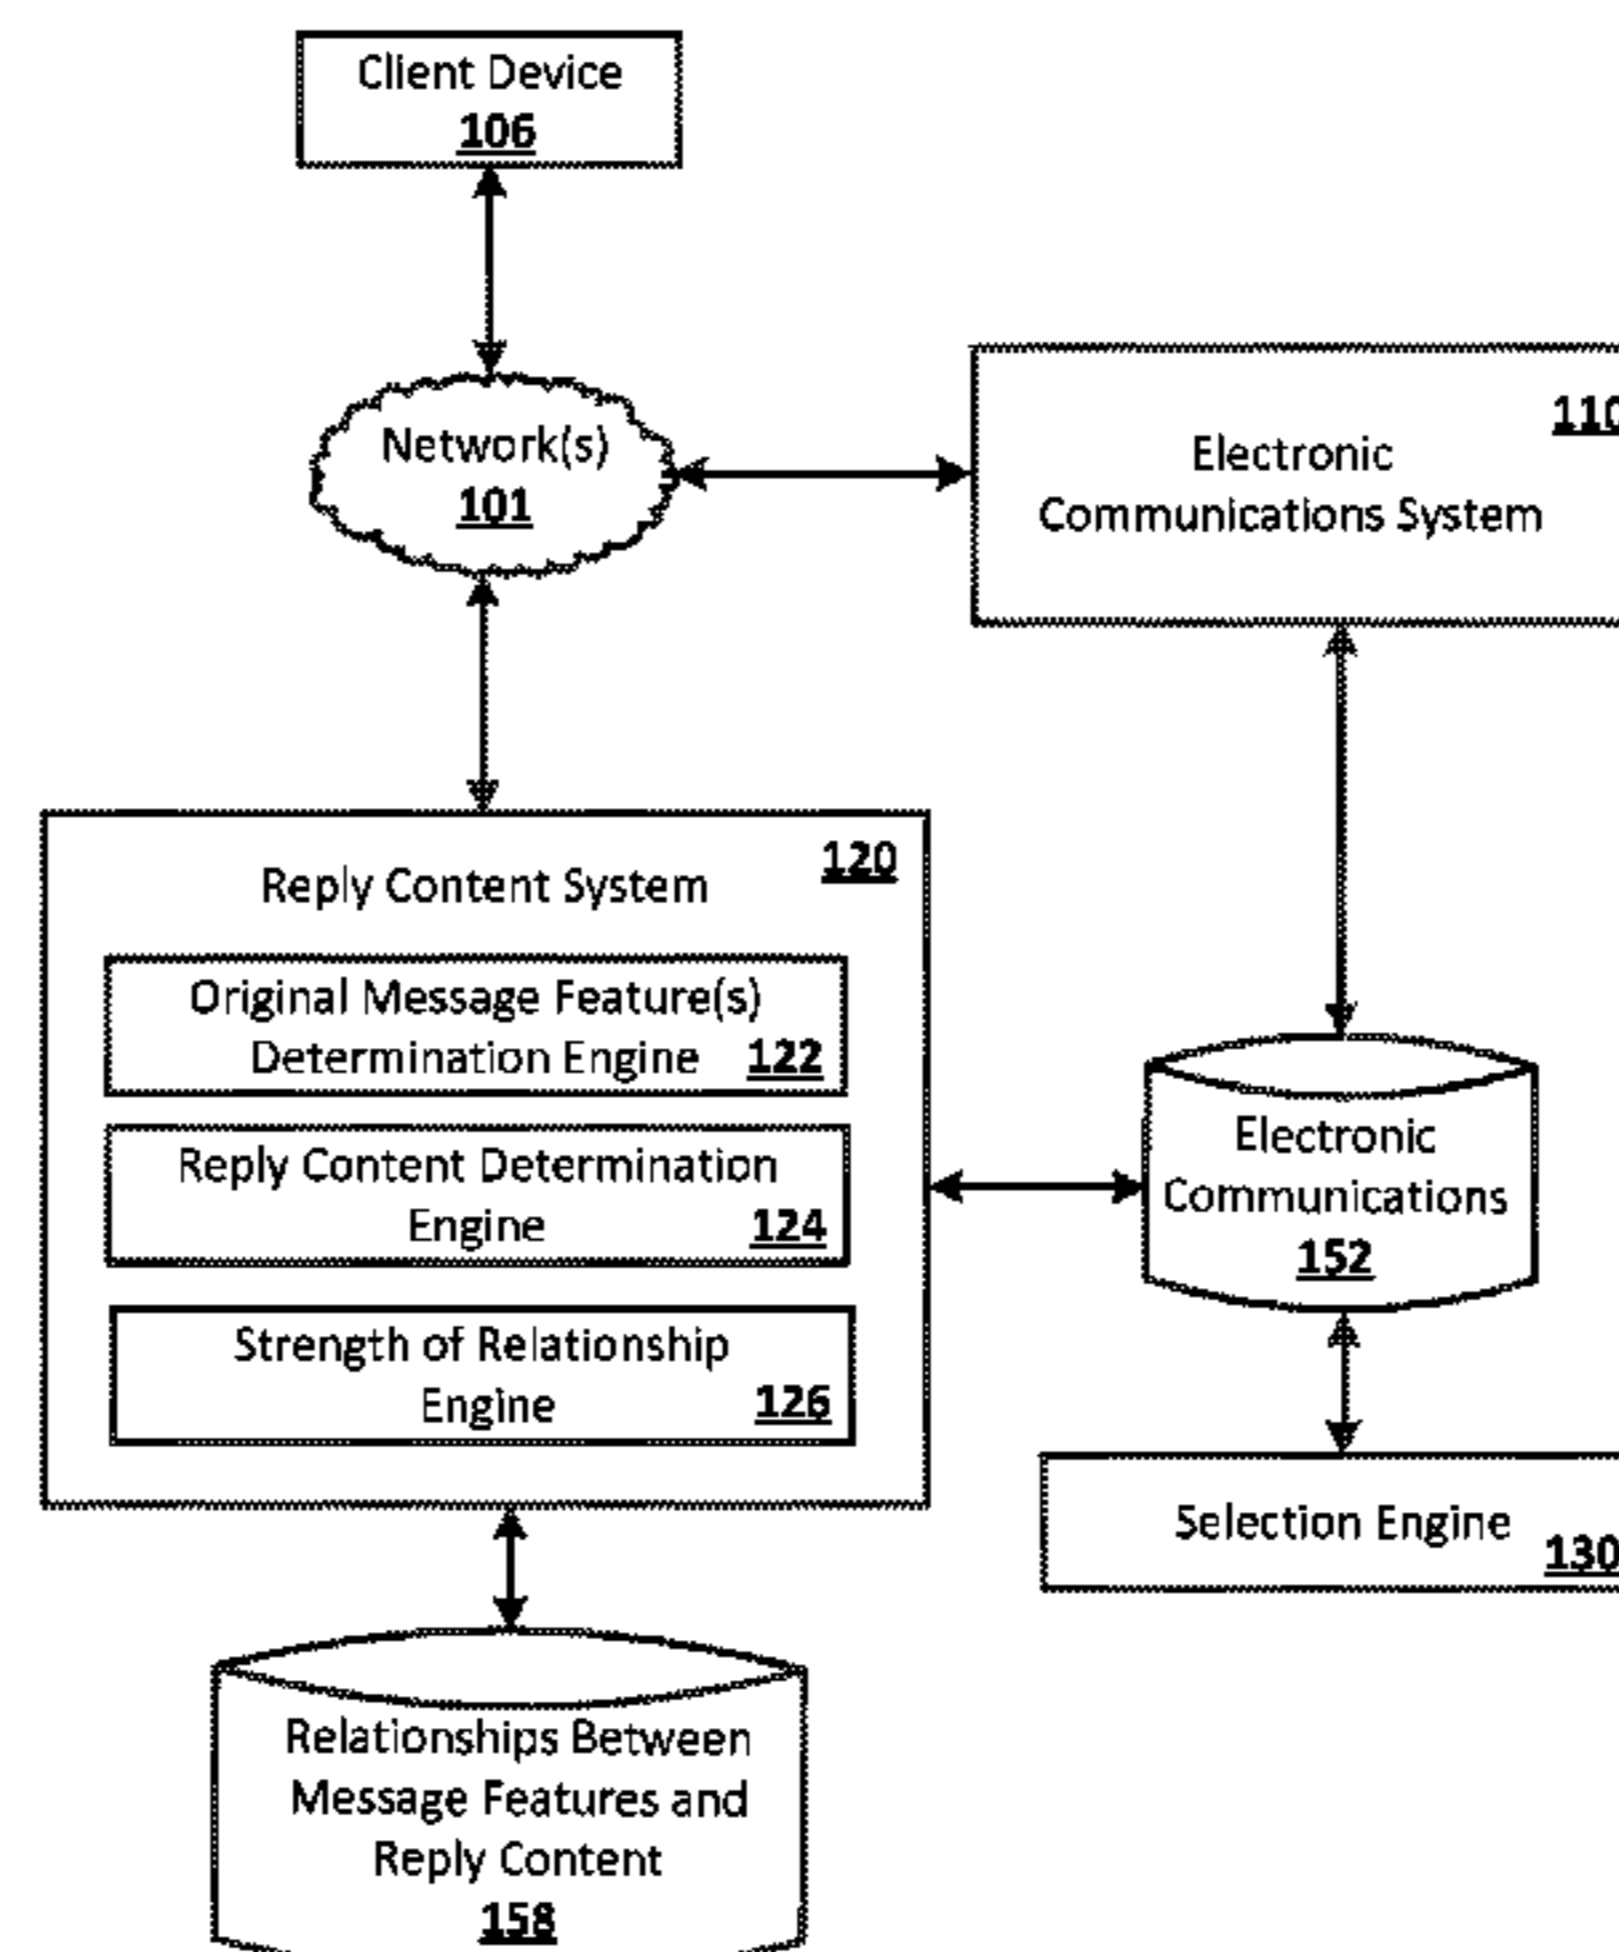 Client Device
106
Network(s)
101
110
Electronic
Communications System
120
Reply Content System
Original Message Feature(s)
Determination Engine 122
Reply Content Determination
Engine 124
Strength of Relationship
Engine 126
Electronic
Communications
152
Selection Engine
130
Relationships Between
Message Features and
Reply Content
158